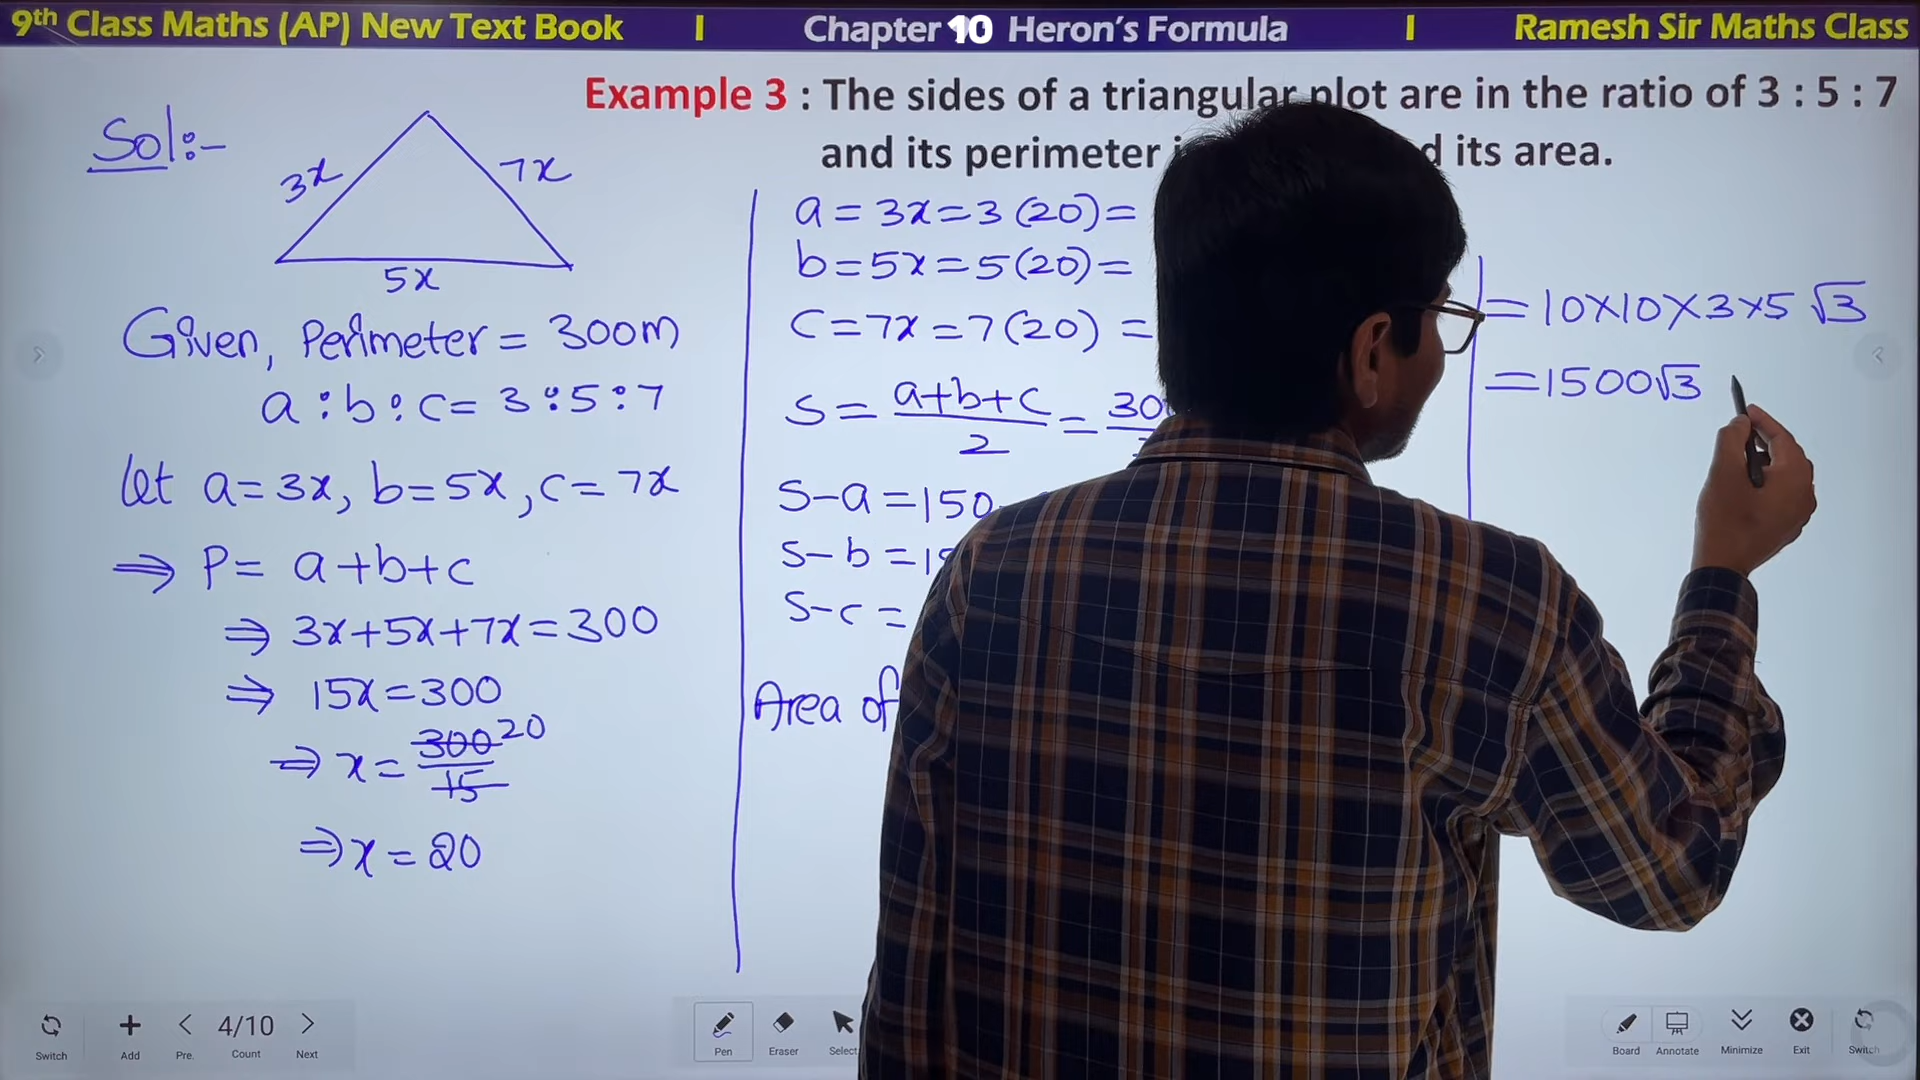 9th Class Maths (AP) New Text Book I Chapter 10 Heron's Formula I Ramesh Sir Maths Class
Example 3 : The sides of a triangular plot are in the ratio of 3 : 5 : 7
and its perimeter its area.
Sol:-
3x
7x
5x
Given, Perimeter = 300m
a : b : c = 3 : 5 : 7
let a = 3x, b = 5x, c = 7x
⇒ P = a+b+c
⇒ 3x+5x+7x = 300
⇒ 15x = 300
⇒ x = 300/15 20
⇒ x = 20
a = 3x = 3(20) =
b = 5x = 5(20) =
c = 7x = 7(20) =
s = a+b+c/2 =
s-a = 150
s-b =
s-c =
Area of
= 10×10×3×5 √3
= 1500√3
Switch Add Pre. 4/10 Count Next Pen Eraser Select Board Annotate Minimize Exit Switch